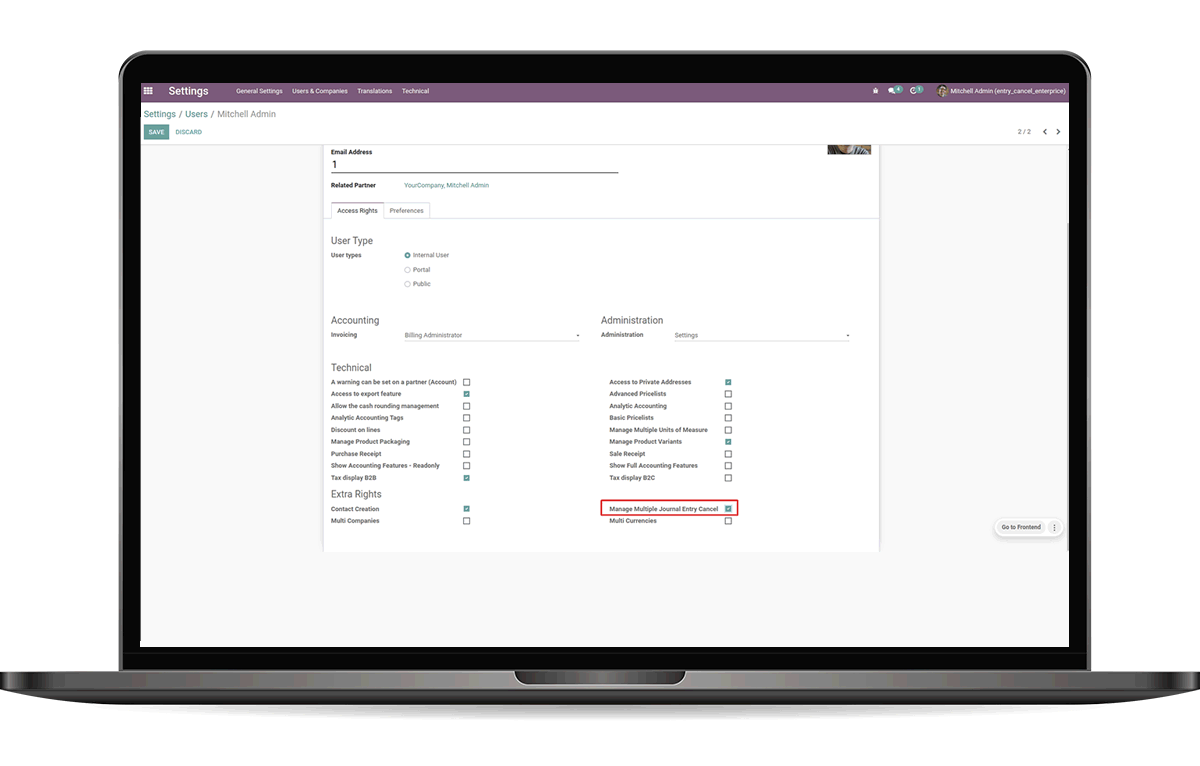 Settings General Settings Users & Companies Translations Technical 4 1 Mitchell Admin (entry_cancel_enterprice)
Settings / Users / Mitchell Admin
SAVE DISCARD 2 / 2
Email Address
1
Related Partner YourCompany, Mitchell Admin
Access Rights Preferences
User Type
User types Internal User
Portal
Public
Accounting Administration
Invoicing Billing Administrator Administration Settings
Technical
A warning can be set on a partner (Account) Access to Private Addresses
Access to export feature Advanced Pricelists
Allow the cash rounding management Analytic Accounting
Analytic Accounting Tags Basic Pricelists
Discount on lines Manage Multiple Units of Measure
Manage Product Packaging Manage Product Variants
Purchase Receipt Sale Receipt
Show Accounting Features - Readonly Show Full Accounting Features
Tax display B2B Tax display B2C
Extra Rights
Contact Creation Manage Multiple Journal Entry Cancel
Multi Companies Multi Currencies
Go to Frontend